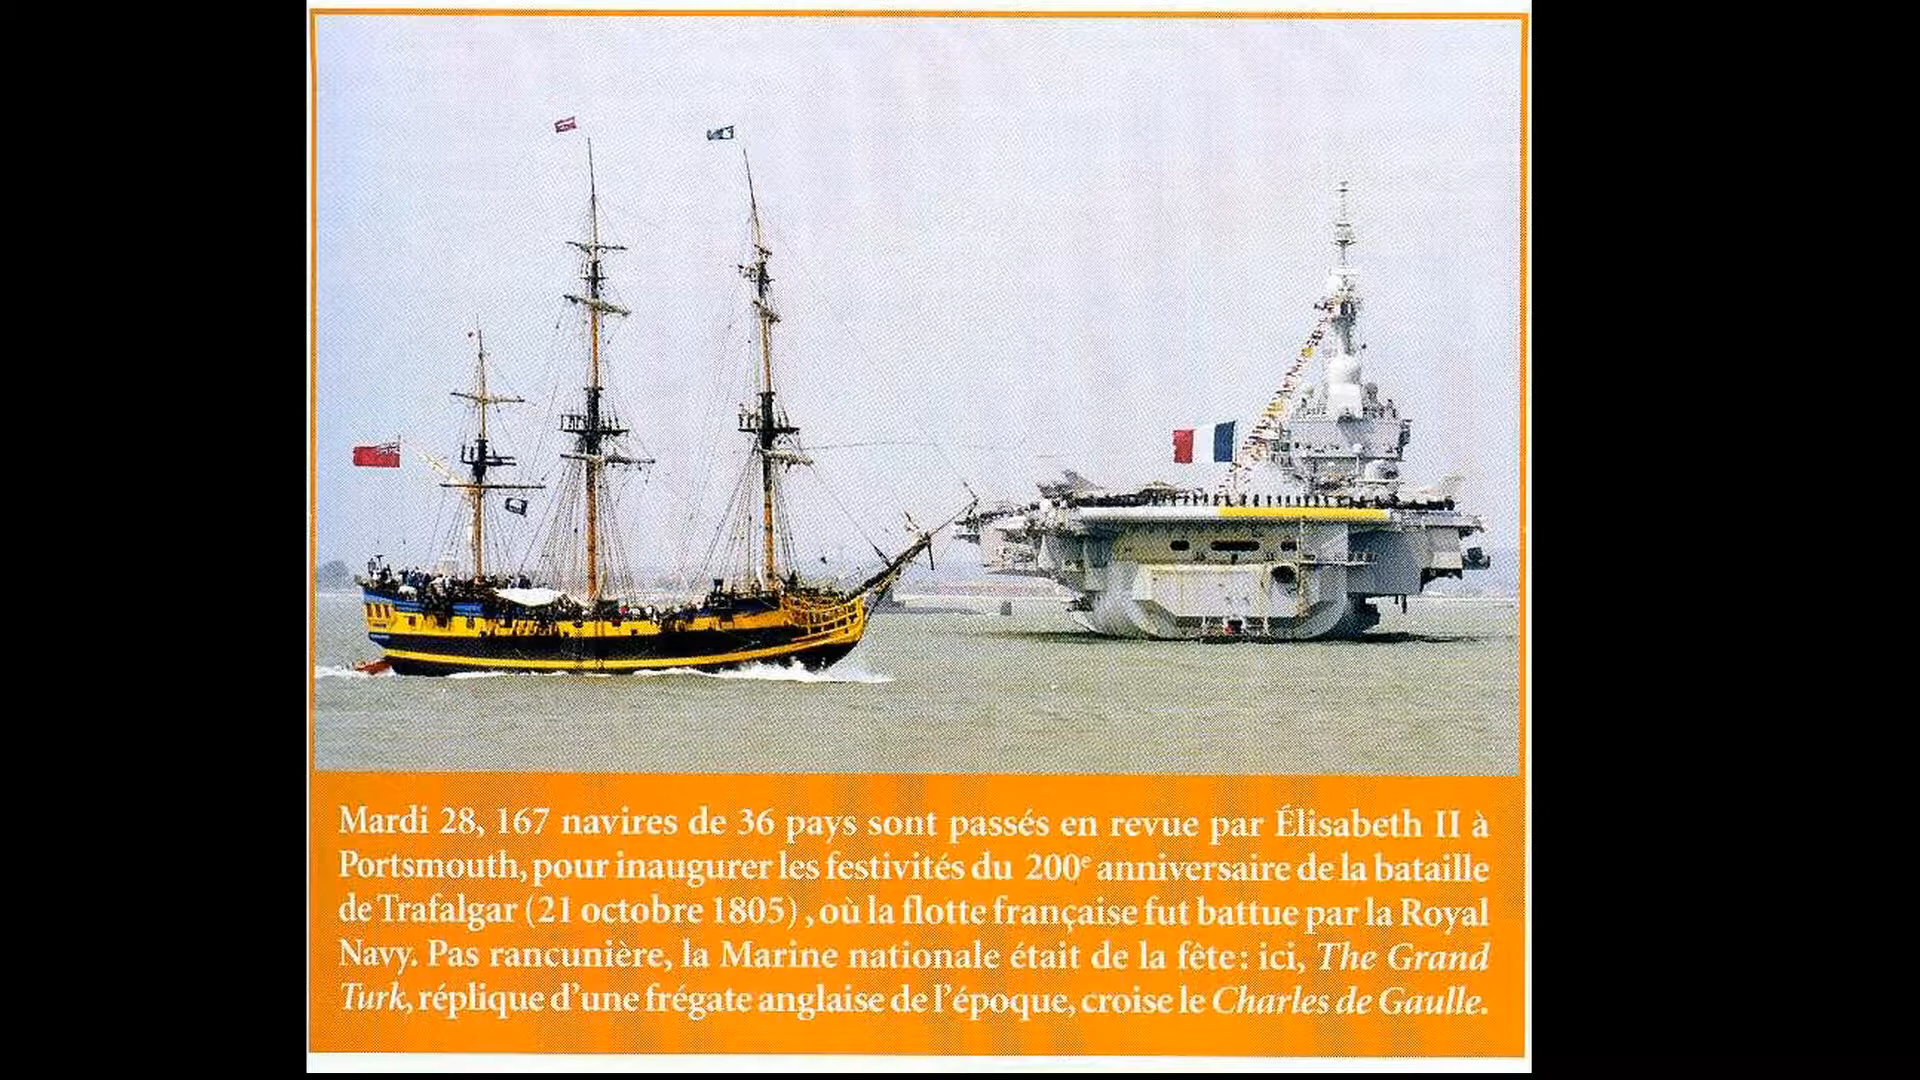 Mardi 28, 167 navires de 36 pays sont passés en revue par Élisabeth II à
Portsmouth, pour inaugurer les festivités du 200e anniversaire de la bataille
de Trafalgar (21 octobre 1805), où la flotte française fut battue par la Royal
Navy. Pas rancunière, la Marine nationale était de la fête : ici, The Grand
Turk, réplique d'une frégate anglaise de l'époque, croise le Charles de Gaulle.